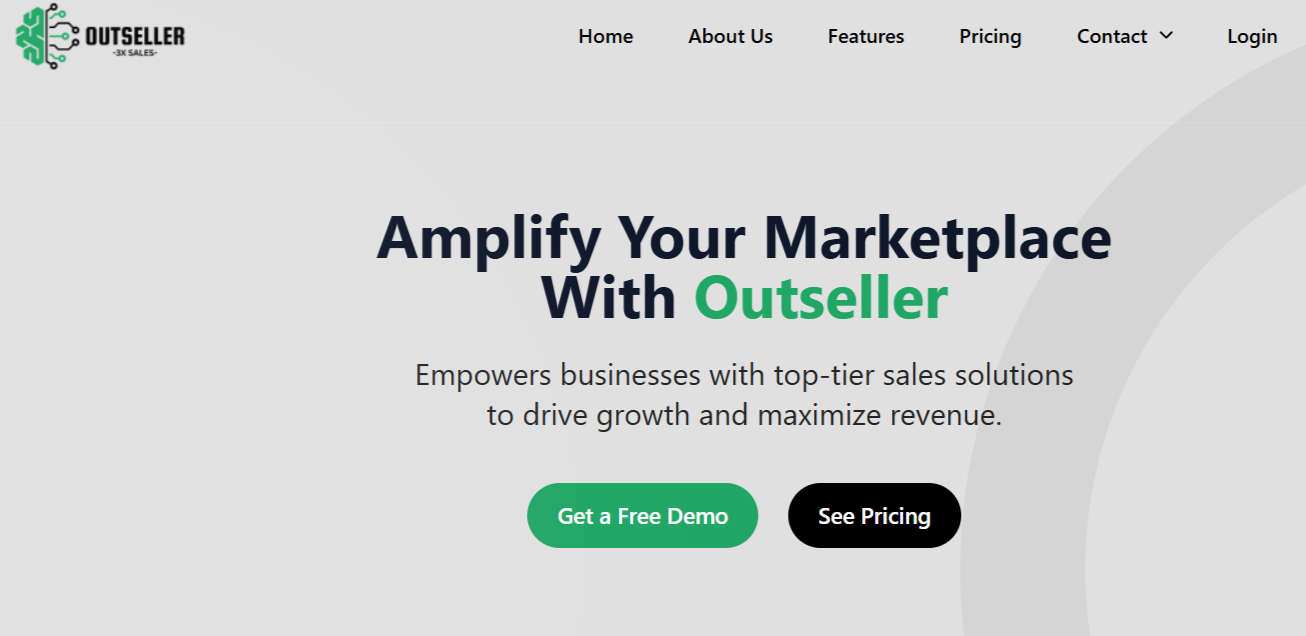 OUTSELLER
-3X SALES-
Home About Us Features Pricing Contact Login
Amplify Your Marketplace
With Outseller
Empowers businesses with top-tier sales solutions
to drive growth and maximize revenue.
Get a Free Demo See Pricing